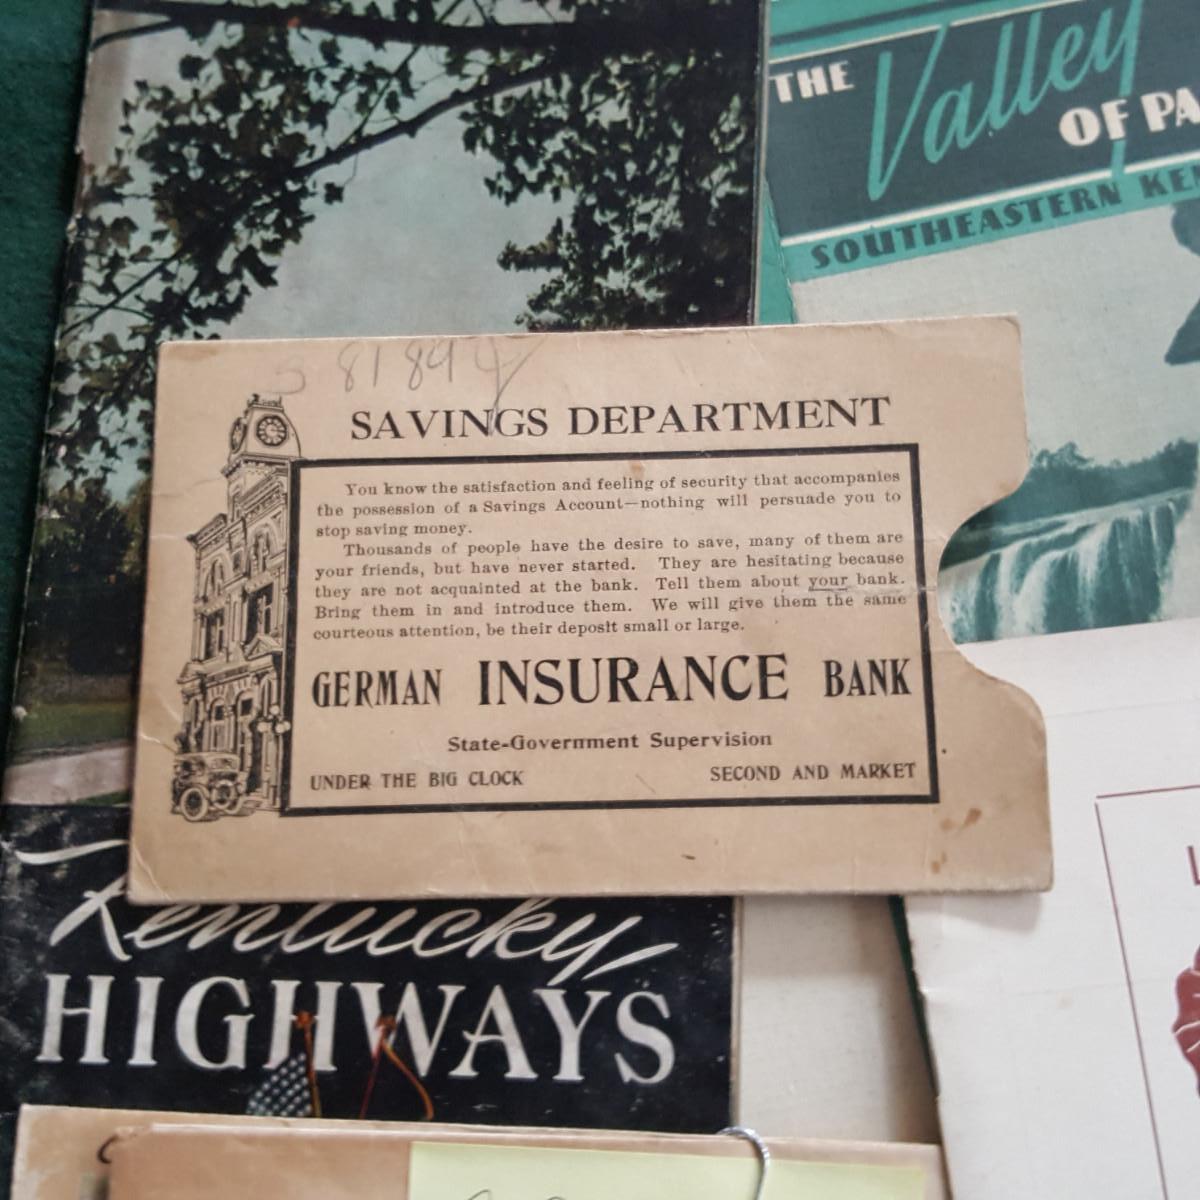 THE Valley
OF
SOUTHEASTERN
S 81894
SAVINGS DEPARTMENT
You know the satisfaction and feeling of security that accompanies
the possession of a Savings Account—nothing will persuade you to
stop saving money.
Thousands of people have the desire to save, many of them are
your friends, but have never started. They are hesitating because
they are not acquainted at the bank. Tell them about your bank.
Bring them in and introduce them. We will give them the same
courteous attention, be their deposit small or large.
GERMAN INSURANCE BANK
State-Government Supervision
UNDER THE BIG CLOCK SECOND AND MARKET
Kentucky
HIGHWAYS